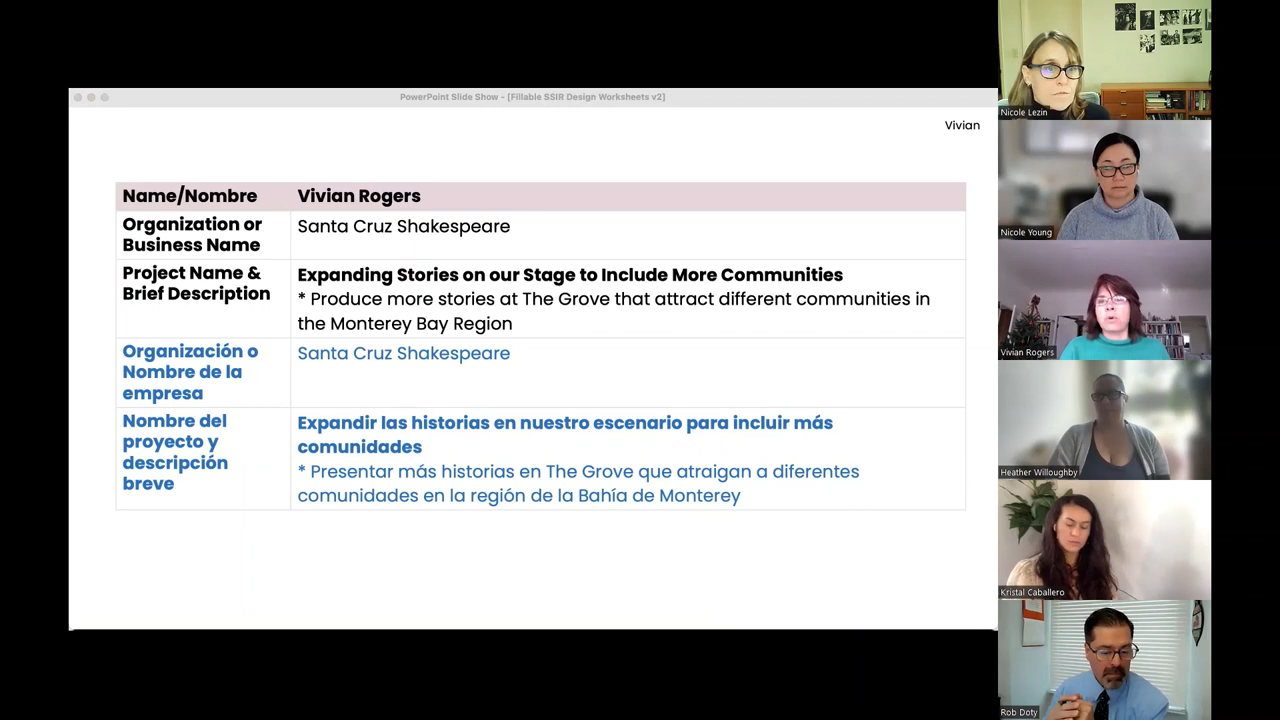 PowerPoint Slide Show - [Fillable SSIR Design Worksheets v2]
Vivian
Name/Nombre
Vivian Rogers
Organization or
Business Name
Santa Cruz Shakespeare
Project Name &
Brief Description
Expanding Stories on our Stage to Include More Communities
* Produce more stories at The Grove that attract different communities in
the Monterey Bay Region
Organización o
Nombre de la
empresa
Santa Cruz Shakespeare
Nombre del
proyecto y
descripción
breve
Expandir las historias en nuestro escenario para incluir más
comunidades
* Presentar más historias en The Grove que atraigan a diferentes
comunidades en la región de la Bahía de Monterey
Nicole Lezin
Nicole Young
Vivian Rogers
Heather Willoughby
Kristal Caballero
Rob Doty